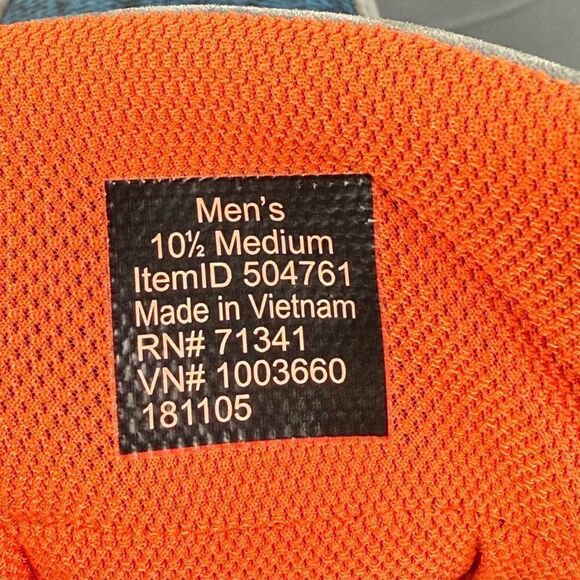 Men's
10½ Medium
ItemID 504761
Made in Vietnam
RN# 71341
VN# 1003660
181105